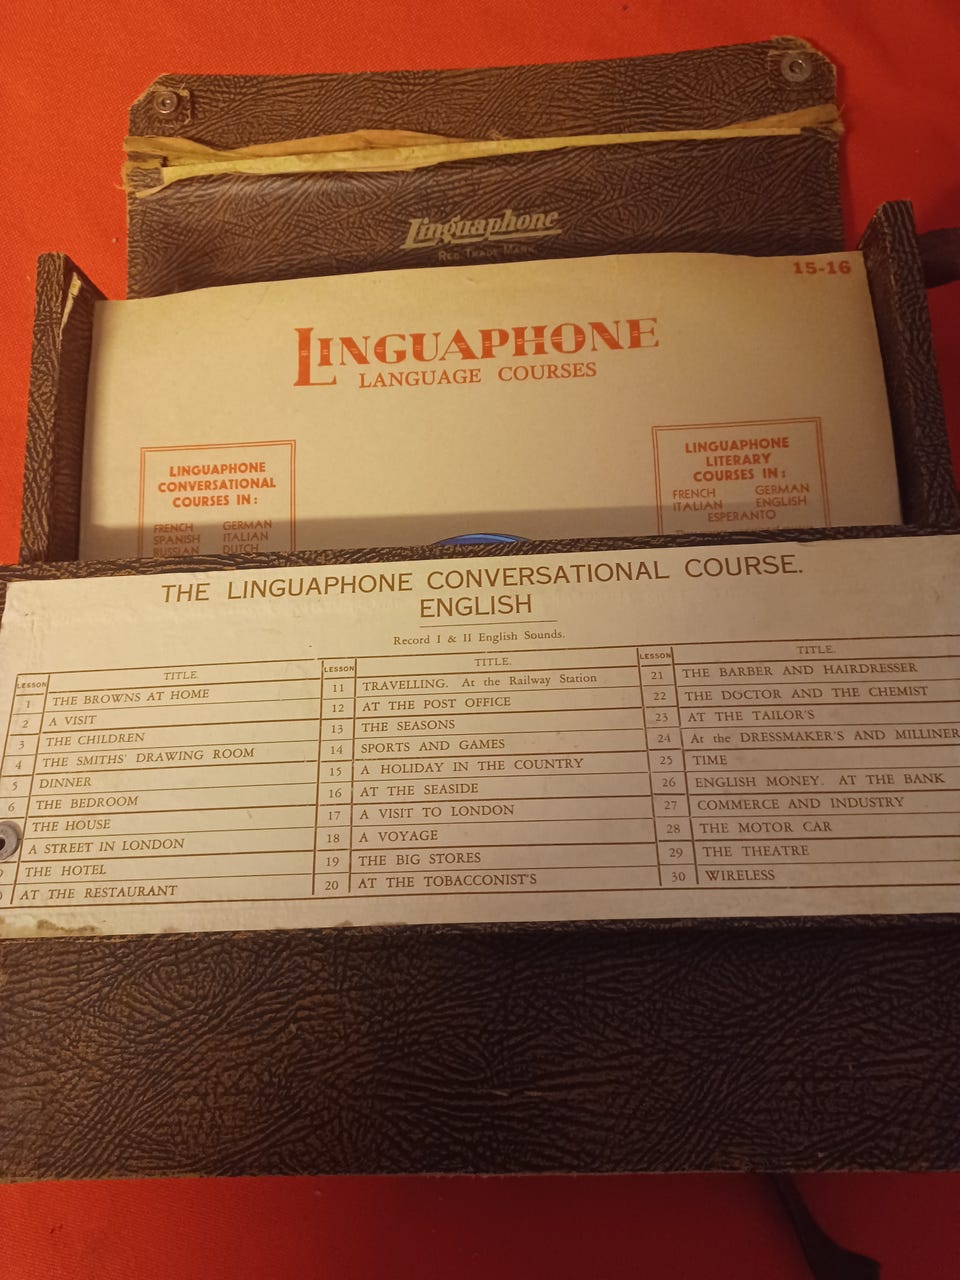 Linguaphone
REG. TRADE MARK
15-16
LINGUAPHONE
LANGUAGE COURSES
LINGUAPHONE
CONVERSATIONAL
COURSES IN:
FRENCH GERMAN
SPANISH ITALIAN
RUSSIAN DUTCH
LINGUAPHONE
LITERARY
COURSES IN:
FRENCH GERMAN
ITALIAN ENGLISH
ESPERANTO
THE LINGUAPHONE CONVERSATIONAL COURSE.
ENGLISH
Record I & II English Sounds.
LESSON TITLE.
1 THE BROWNS AT HOME
2 A VISIT
3 THE CHILDREN
4 THE SMITHS' DRAWING ROOM
5 DINNER
6 THE BEDROOM
THE HOUSE
A STREET IN LONDON
THE HOTEL
AT THE RESTAURANT
LESSON TITLE.
11 TRAVELLING. At the Railway Station
12 AT THE POST OFFICE
13 THE SEASONS
14 SPORTS AND GAMES
15 A HOLIDAY IN THE COUNTRY
16 AT THE SEASIDE
17 A VISIT TO LONDON
18 A VOYAGE
19 THE BIG STORES
20 AT THE TOBACCONIST'S
LESSON TITLE.
21 THE BARBER AND HAIRDRESSER
22 THE DOCTOR AND THE CHEMIST
23 AT THE TAILOR'S
24 At the DRESSMAKER'S AND MILLINER
25 TIME
26 ENGLISH MONEY. AT THE BANK
27 COMMERCE AND INDUSTRY
28 THE MOTOR CAR
29 THE THEATRE
30 WIRELESS